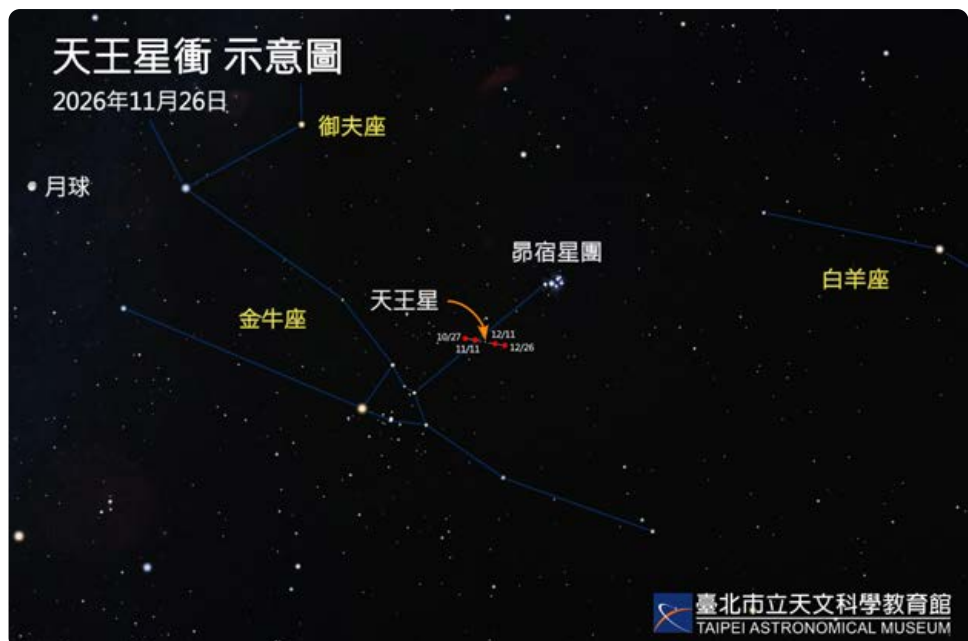 天王星衝 示意圖
2026年11月26日
御夫座
月球
昴宿星團
白羊座
天王星
金牛座
10/27
12/11
11/11
12/26
臺北市立天文科學教育館
TAIPEI ASTRONOMICAL MUSEUM